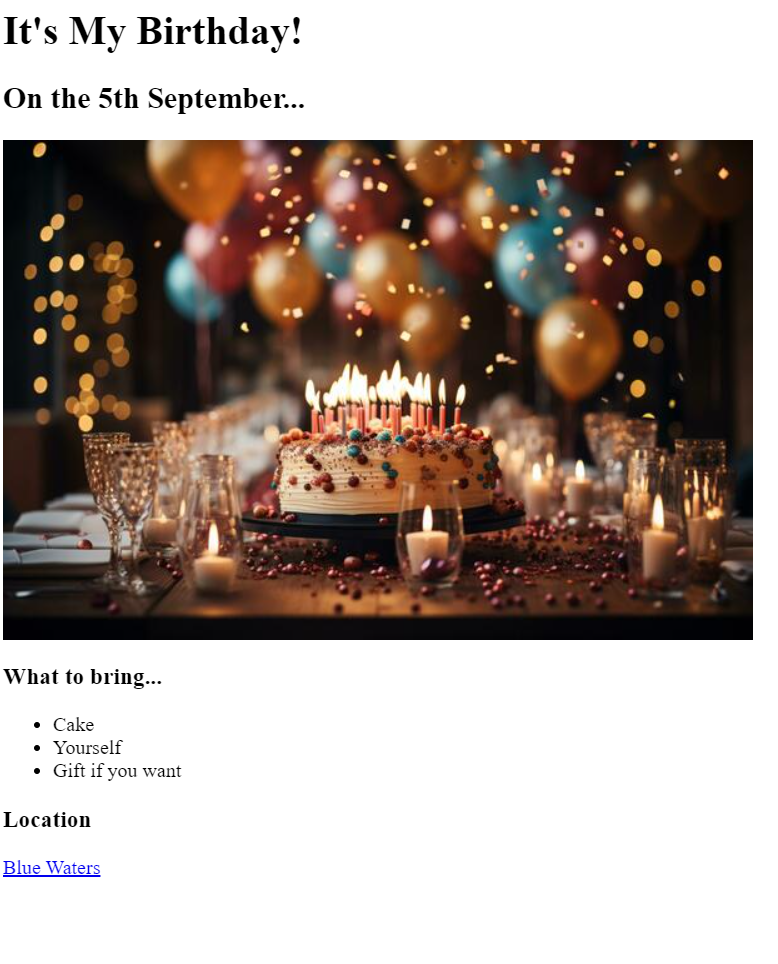 It's My Birthday!
On the 5th September...
What to bring...
Cake
Yourself
Gift if you want
Location
Blue Waters